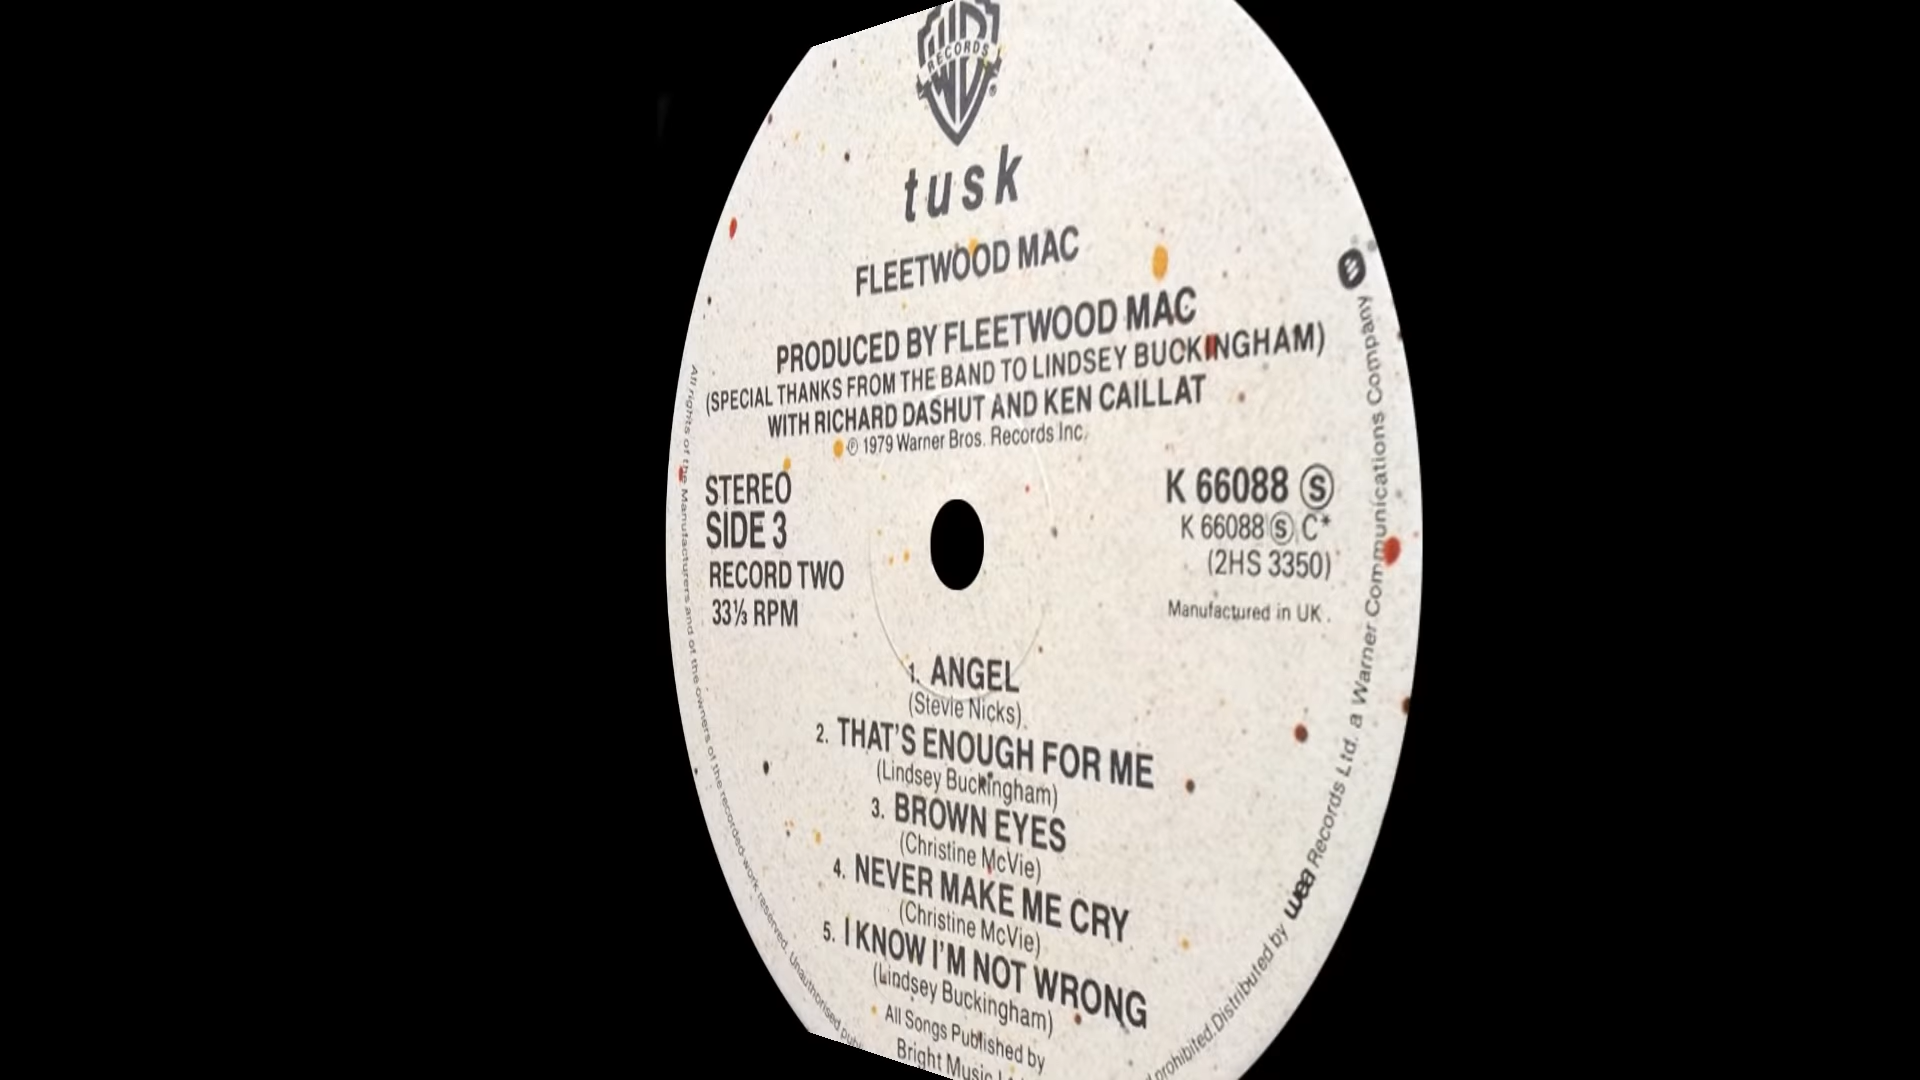 RECORDS
tusk
FLEETWOOD MAC
PRODUCED BY FLEETWOOD MAC
(SPECIAL THANKS FROM THE BAND TO LINDSEY BUCKINGHAM)
WITH RICHARD DASHUT AND KEN CAILLAT
℗ 1979 Warner Bros. Records Inc.
STEREO
SIDE 3
RECORD TWO
33⅓ RPM
K 66088 Ⓢ
K 66088 Ⓢ C*
(2HS 3350)
Manufactured in UK.
1. ANGEL
(Stevie Nicks)
2. THAT'S ENOUGH FOR ME
(Lindsey Buckingham)
3. BROWN EYES
(Christine McVie)
4. NEVER MAKE ME CRY
(Christine McVie)
5. I KNOW I'M NOT WRONG
(Lindsey Buckingham)
All Songs Published by
Bright Music
All rights of the Manufacturers and of the owners of the recorded work reserved. Unauthorised
prohibited. Distributed by wea Records Ltd. a Warner Communications Company